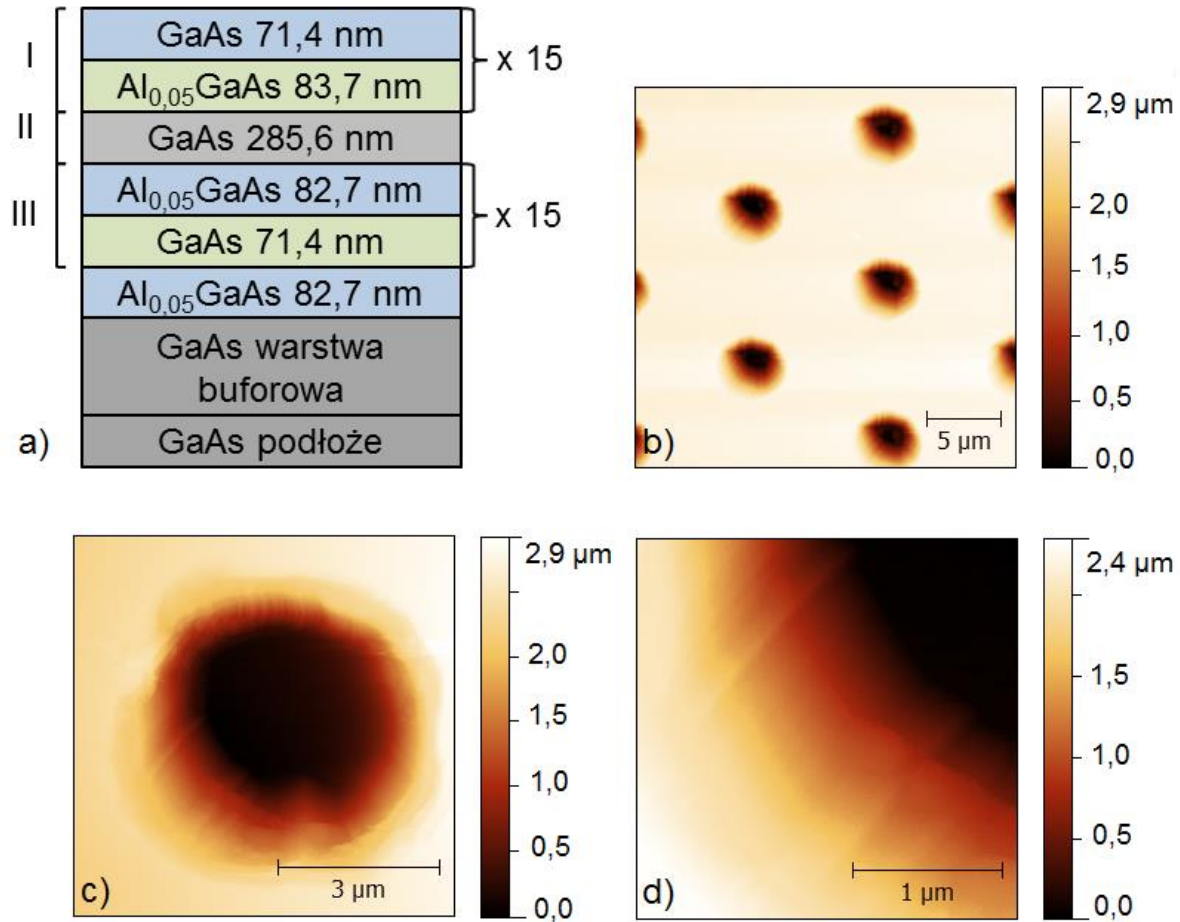 I
GaAs 71,4 nm
x 15
Al0,05GaAs 83,7 nm
II
GaAs 285,6 nm
III
Al0,05GaAs 82,7 nm
x 15
GaAs 71,4 nm
Al0,05GaAs 82,7 nm
GaAs warstwa
buforowa
GaAs podłoże
a)
2,9 µm
2,0
1,5
1,0
0,5
0,0
5 µm
b)
2,9 µm
2,0
1,5
1,0
0,5
0,0
3 µm
c)
2,4 µm
1,5
1,0
0,5
0,0
1 µm
d)